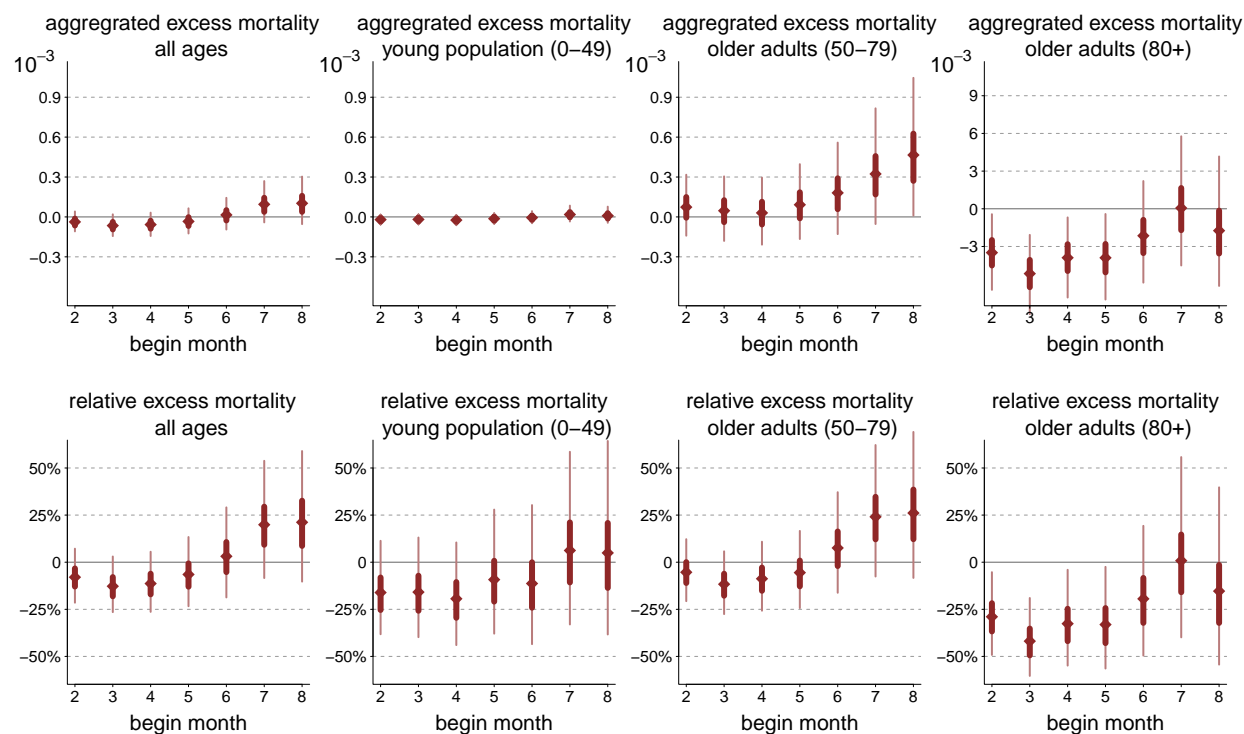 aggregrated excess mortality
all ages
10−3
0.9
0.6
0.3
0.0
−0.3
2 3 4 5 6 7 8
begin month
aggregrated excess mortality
young population (0−49)
10−3
0.9
0.6
0.3
0.0
−0.3
2 3 4 5 6 7 8
begin month
aggregrated excess mortality
older adults (50−79)
10−3
0.9
0.6
0.3
0.0
−0.3
2 3 4 5 6 7 8
begin month
aggregrated excess mortality
older adults (80+)
10−3
9
6
3
0
−3
2 3 4 5 6 7 8
begin month
relative excess mortality
all ages
50%
25%
0
−25%
−50%
2 3 4 5 6 7 8
begin month
relative excess mortality
young population (0−49)
50%
25%
0
−25%
−50%
2 3 4 5 6 7 8
begin month
relative excess mortality
older adults (50−79)
50%
25%
0
−25%
−50%
2 3 4 5 6 7 8
begin month
relative excess mortality
older adults (80+)
50%
25%
0
−25%
−50%
2 3 4 5 6 7 8
begin month